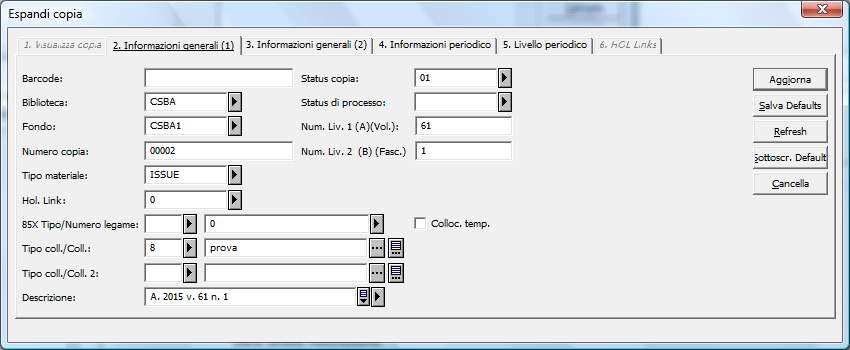 Espandi copia
1. Visualizza copia 2. Informazioni generali (1) 3. Informazioni generali (2) 4. Informazioni periodico 5. Livello periodico 6. HOL Links
Barcode: Status copia: 01 Aggiorna
Biblioteca: CSBA Status di processo: Salva Defaults
Fondo: CSBA1 Num. Liv. 1 (A)(Vol.): 61 Refresh
Numero copia: 00002 Num. Liv. 2 (B) (Fasc.) 1 Sottoscr. Default
Tipo materiale: ISSUE Cancella
Hol. Link: 0
85X Tipo/Numero legame: 0 Colloc. temp.
Tipo coll./Coll.: 8 prova
Tipo coll/Coll. 2:
Descrizione: A. 2015 v. 61 n. 1